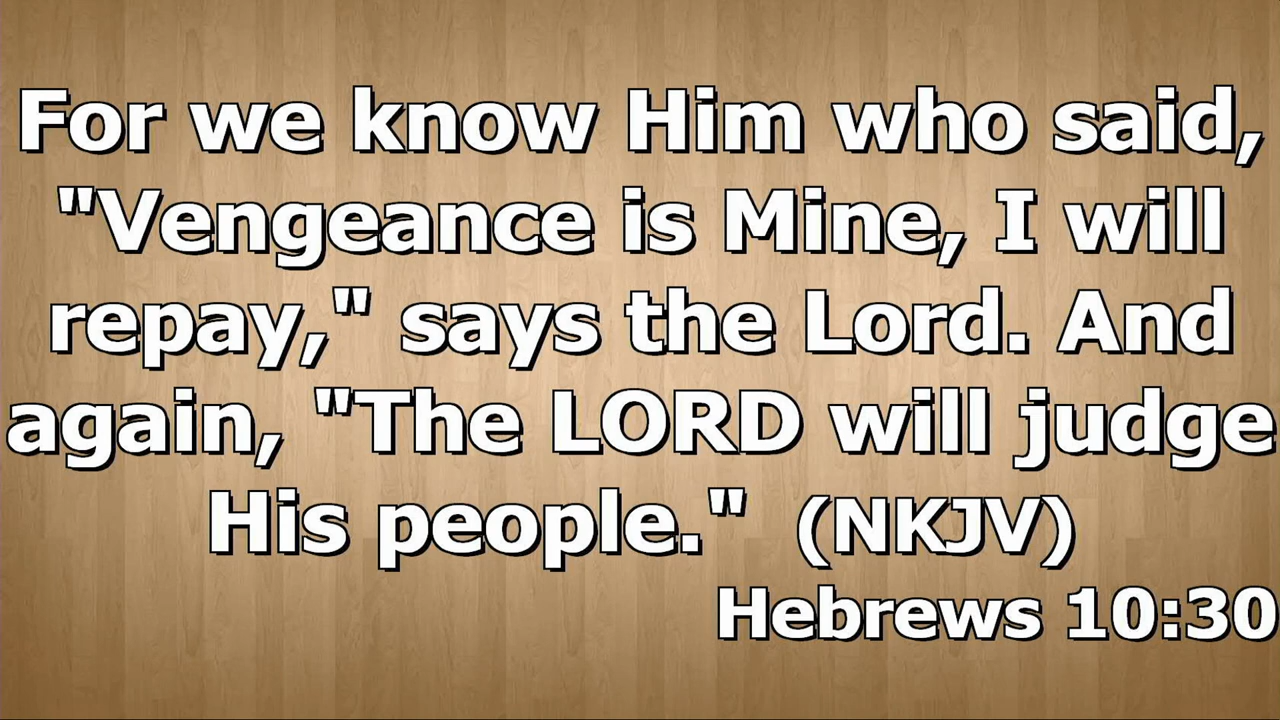 For we know Him who said,
"Vengeance is Mine, I will
repay," says the Lord. And
again, "The LORD will judge
His people." (NKJV)
Hebrews 10:30